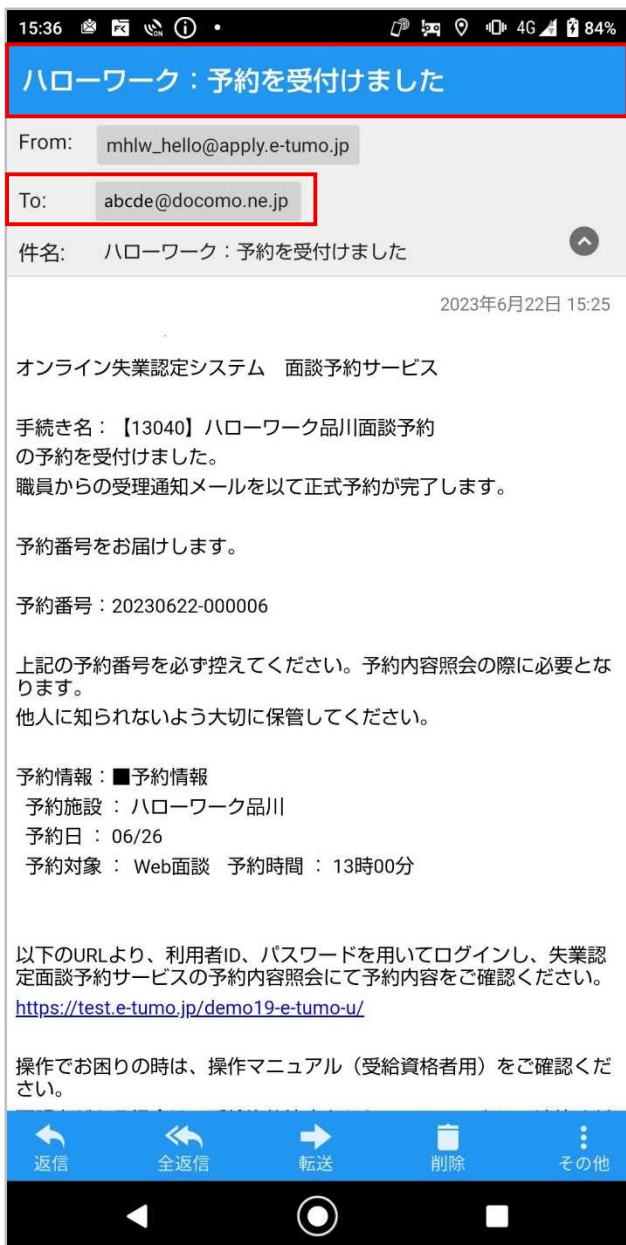 15:36 4G 84%
ハローワーク：予約を受付けました
From: mhlw_hello@apply.e-tumo.jp
To: abcde@docomo.ne.jp
件名: ハローワーク：予約を受付けました
2023年6月22日 15:25
オンライン失業認定システム　面談予約サービス
手続き名：【13040】ハローワーク品川面談予約
の予約を受付けました。
職員からの受理通知メールを以て正式予約が完了します。
予約番号をお届けします。
予約番号：20230622-000006
上記の予約番号を必ず控えてください。予約内容照会の際に必要とな
ります。
他人に知られないよう大切に保管してください。
予約情報：■予約情報
予約施設 ： ハローワーク品川
予約日 ： 06/26
予約対象 ： Web面談　予約時間 ： 13時00分
以下のURLより、利用者ID、パスワードを用いてログインし、失業認
定面談予約サービスの予約内容照会にて予約内容をご確認ください。
https://test.e-tumo.jp/demo19-e-tumo-u/
操作でお困りの時は、操作マニュアル（受給資格者用）をご確認くだ
さい。
返信 全返信 転送 削除 その他